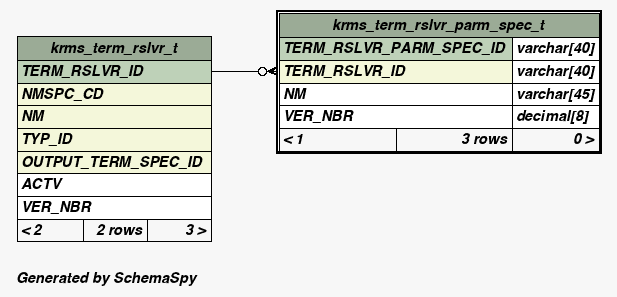 krms_term_rslvr_t
TERM_RSLVR_ID
NMSPC_CD
NM
TYP_ID
OUTPUT_TERM_SPEC_ID
ACTV
VER_NBR
< 2 2 rows 3 >
krms_term_rslvr_parm_spec_t
TERM_RSLVR_PARM_SPEC_ID varchar[40]
TERM_RSLVR_ID varchar[40]
NM varchar[45]
VER_NBR decimal[8]
< 1 3 rows 0 >
Generated by SchemaSpy